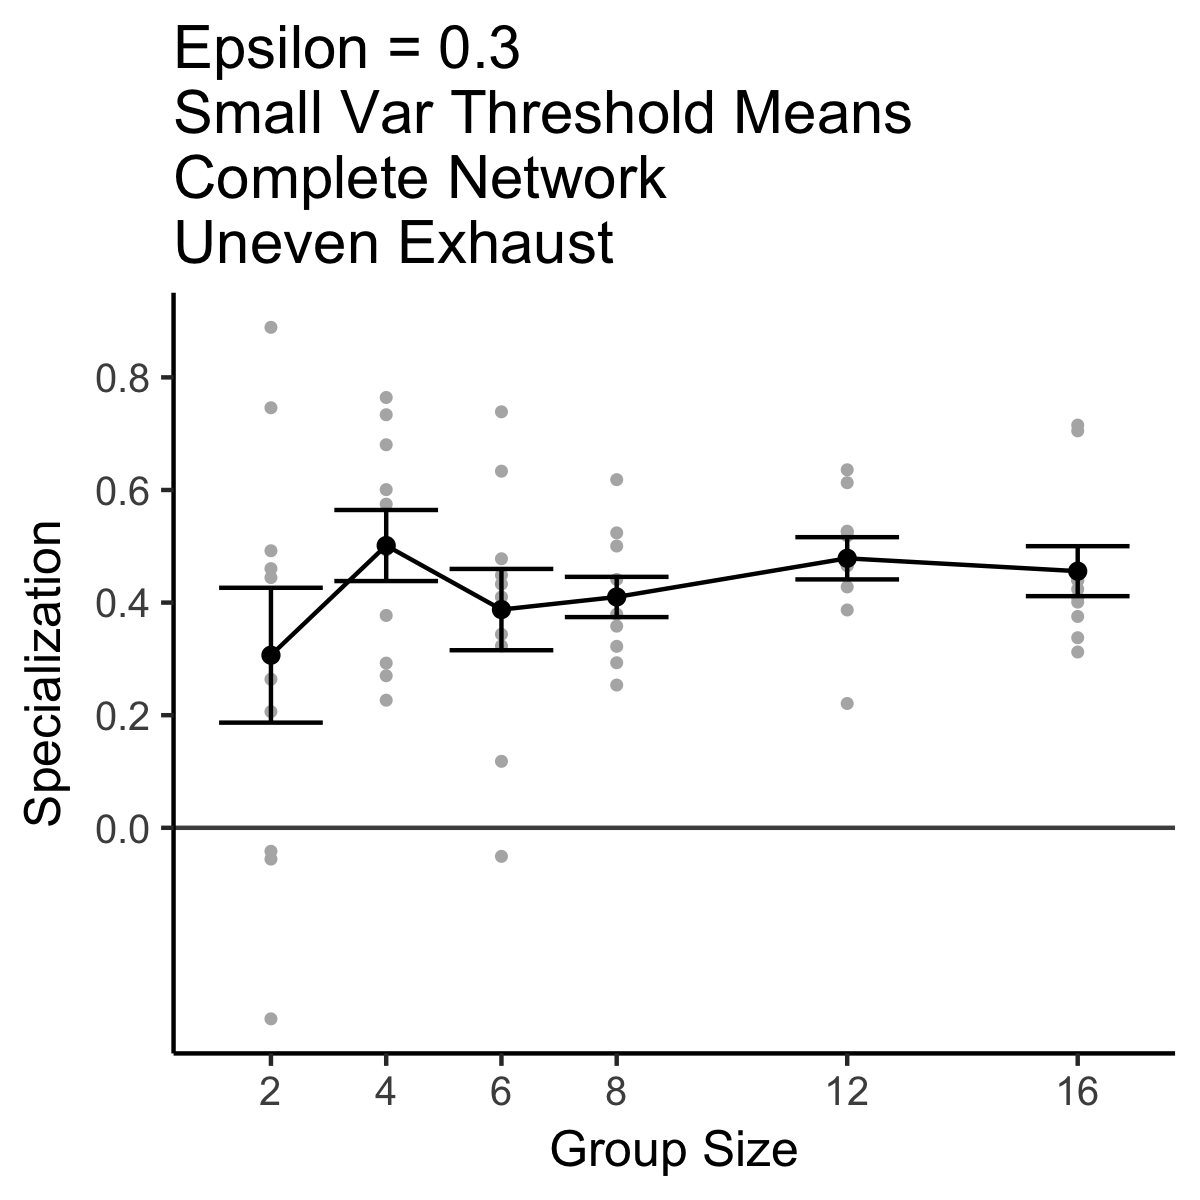 Epsilon = 0.3
Small Var Threshold Means
Complete Network
Uneven Exhaust
Specialization
0.8
0.6
0.4
0.2
0.0
2 4 6 8 12 16
Group Size